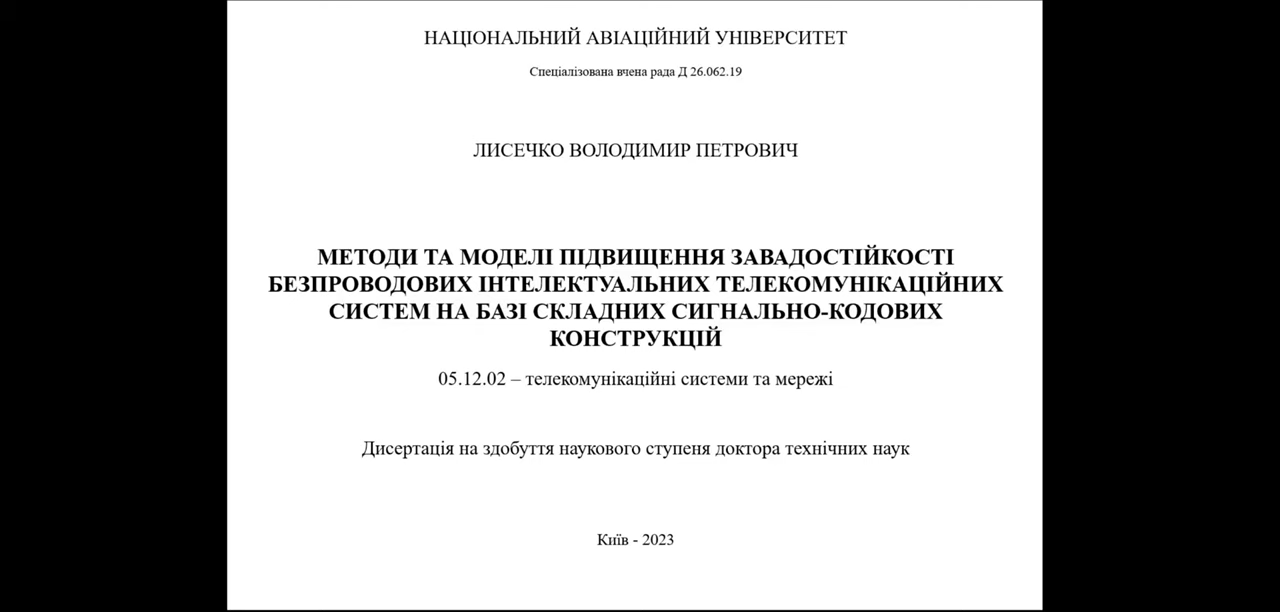 НАЦІОНАЛЬНИЙ АВІАЦІЙНИЙ УНІВЕРСИТЕТ
Спеціалізована вчена рада Д 26.062.19
ЛИСЕЧКО ВОЛОДИМИР ПЕТРОВИЧ
МЕТОДИ ТА МОДЕЛІ ПІДВИЩЕННЯ ЗАВАДОСТІЙКОСТІ
БЕЗПРОВОДОВИХ ІНТЕЛЕКТУАЛЬНИХ ТЕЛЕКОМУНІКАЦІЙНИХ
СИСТЕМ НА БАЗІ СКЛАДНИХ СИГНАЛЬНО-КОДОВИХ
КОНСТРУКЦІЙ
05.12.02 – телекомунікаційні системи та мережі
Дисертація на здобуття наукового ступеня доктора технічних наук
Київ - 2023